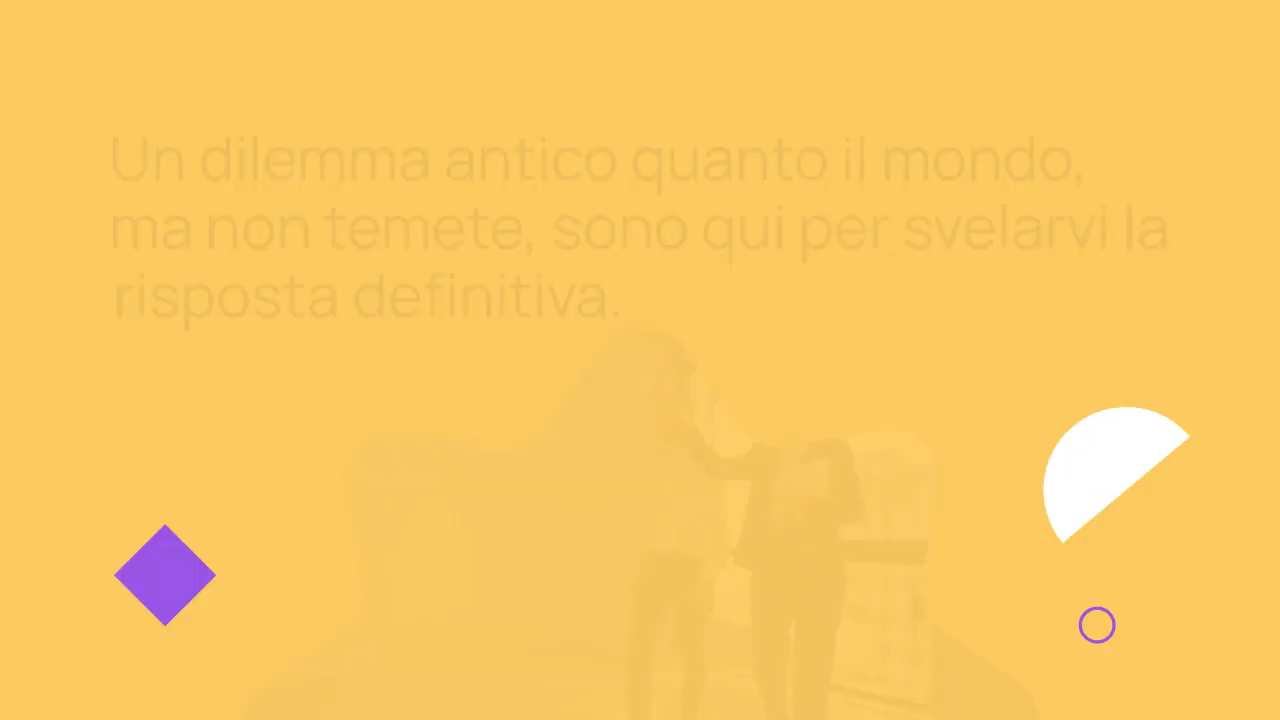 Un dilemma antico quanto il mondo,
ma non temete, sono qui per svelarvi la
risposta definitiva.